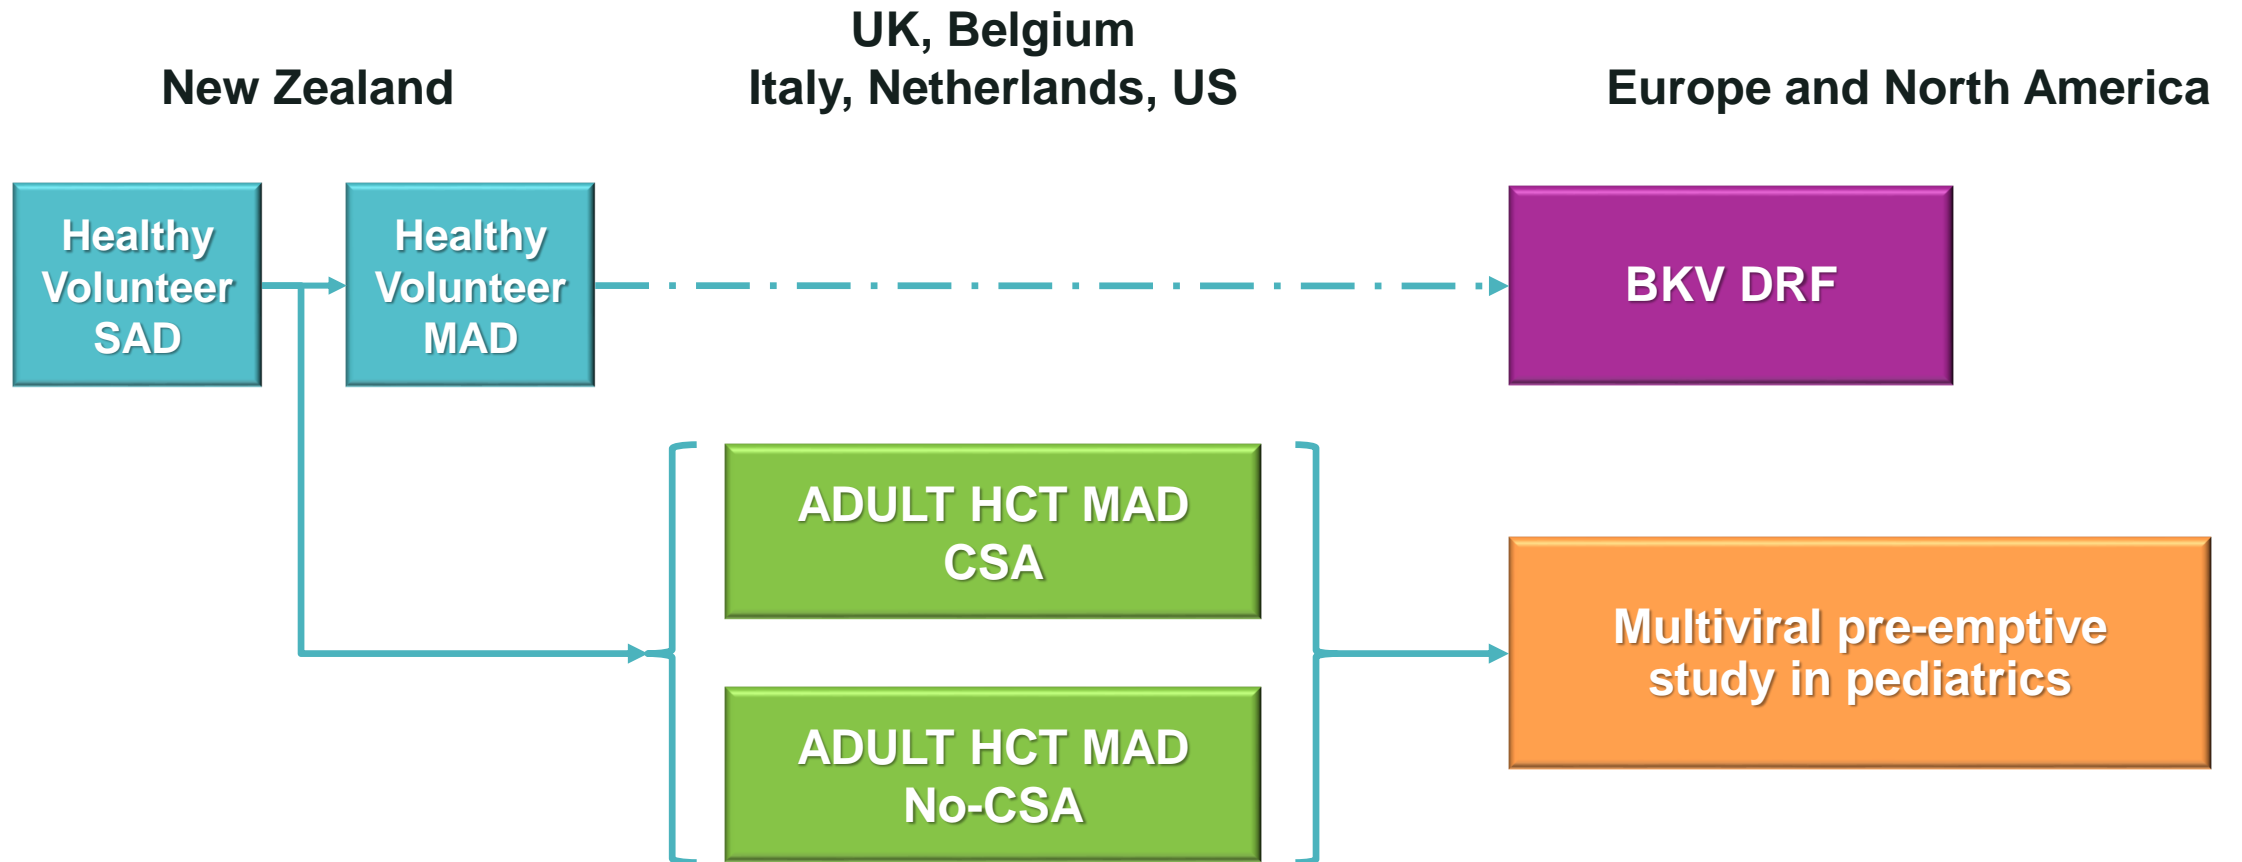 New Zealand
UK, Belgium
Italy, Netherlands, US
Europe and North America
Healthy
Volunteer
SAD
Healthy
Volunteer
MAD
BKV DRF
ADULT HCT MAD
CSA
ADULT HCT MAD
No-CSA
Multiviral pre-emptive
study in pediatrics